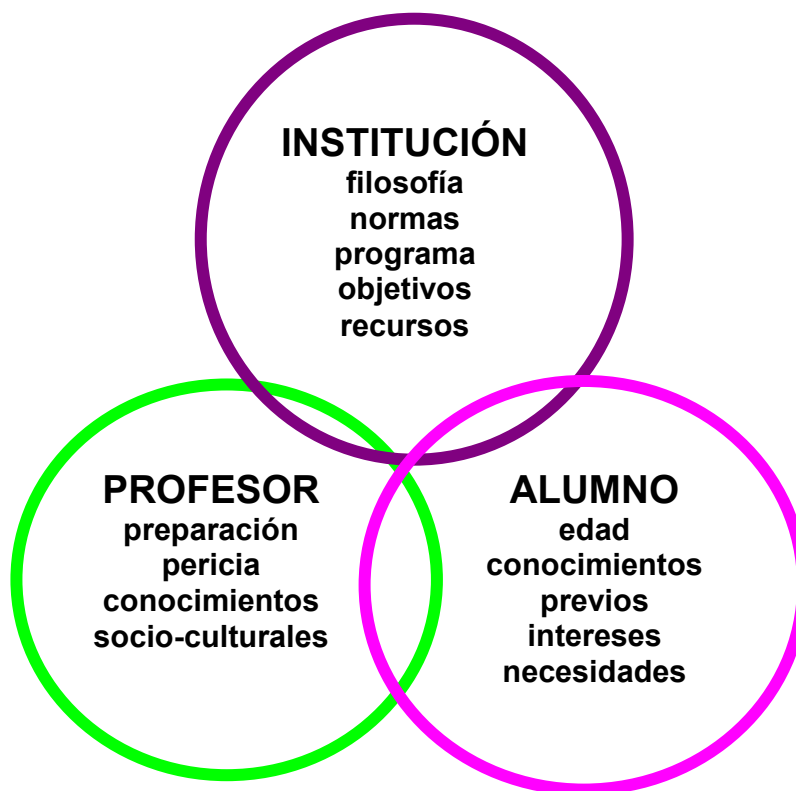 INSTITUCIÓN
filosofía
normas
programa
objetivos
recursos
PROFESOR
preparación
pericia
conocimientos
socio-culturales
ALUMNO
edad
conocimientos
previos
intereses
necesidades